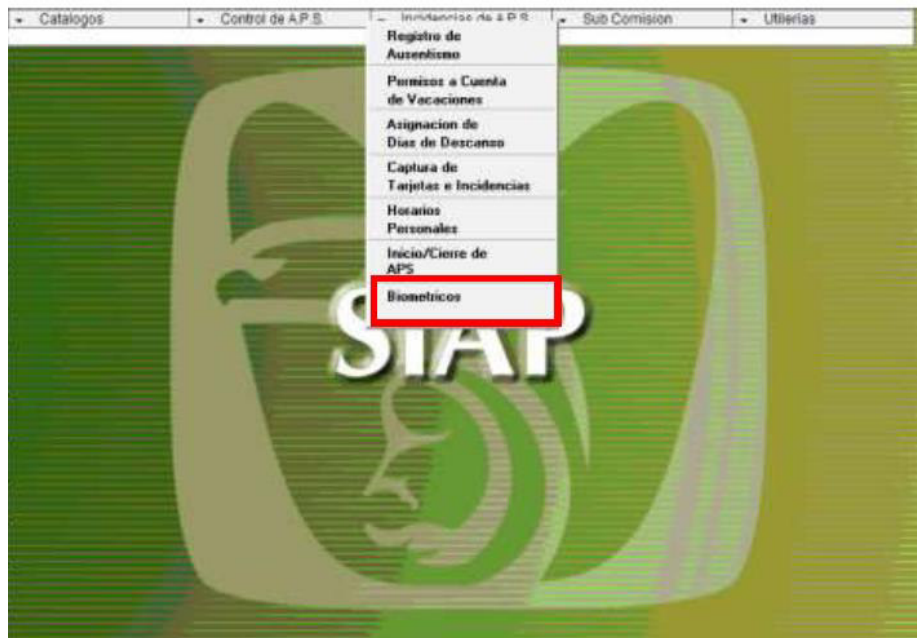 Catalogos
Control de A.P.S.
Incidencias de A.P.S.
Sub Comision
Utilerias
Registro de
Ausentismo
Permisos a Cuenta
de Vacaciones
Asignacion de
Dias de Descanso
Captura de
Tarjetas e Incidencias
Horarios
Personales
Inicio/Cierre de
APS
Biometricos
SIAP